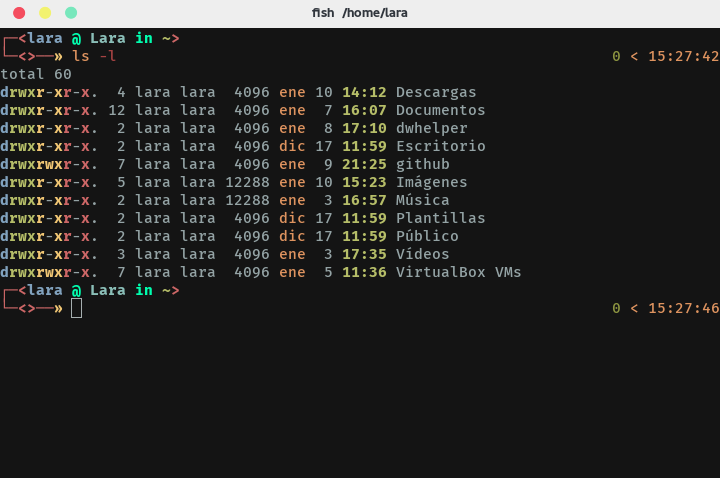 fish /home/lara
┌─<lara @ Lara in ~>
└─<>──» ls -l 0 < 15:27:42
total 60
drwxr-xr-x. 4 lara lara 4096 ene 10 14:12 Descargas
drwxr-xr-x. 12 lara lara 4096 ene 7 16:07 Documentos
drwxr-xr-x. 2 lara lara 4096 ene 8 17:10 dwhelper
drwxr-xr-x. 2 lara lara 4096 dic 17 11:59 Escritorio
drwxrwxr-x. 7 lara lara 4096 ene 9 21:25 github
drwxr-xr-x. 5 lara lara 12288 ene 10 15:23 Imágenes
drwxr-xr-x. 2 lara lara 12288 ene 3 16:57 Música
drwxr-xr-x. 2 lara lara 4096 dic 17 11:59 Plantillas
drwxr-xr-x. 2 lara lara 4096 dic 17 11:59 Público
drwxr-xr-x. 3 lara lara 4096 ene 3 17:35 Vídeos
drwxrwxr-x. 7 lara lara 4096 ene 5 11:36 VirtualBox VMs
┌─<lara @ Lara in ~>
└─<>──» 0 < 15:27:46